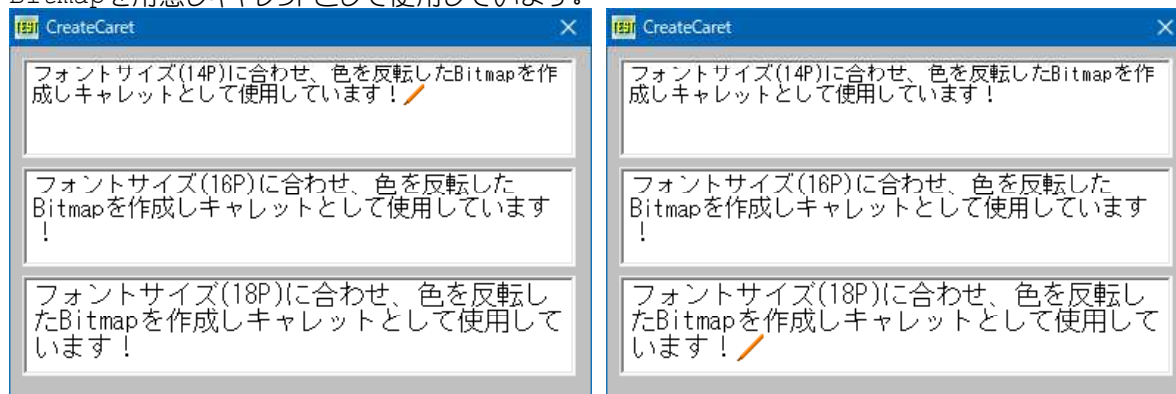 Bitmapを用意しキャレットとして使用しています。
TEST CreateCaret
フォントサイズ(14P)に合わせ、色を反転したBitmapを作
成しキャレットとして使用しています！
フォントサイズ(16P)に合わせ、色を反転した
Bitmapを作成しキャレットとして使用しています
！
フォントサイズ(18P)に合わせ、色を反転し
たBitmapを作成しキャレットとして使用して
います！
TEST CreateCaret
フォントサイズ(14P)に合わせ、色を反転したBitmapを作
成しキャレットとして使用しています！
フォントサイズ(16P)に合わせ、色を反転した
Bitmapを作成しキャレットとして使用しています
！
フォントサイズ(18P)に合わせ、色を反転し
たBitmapを作成しキャレットとして使用して
います！